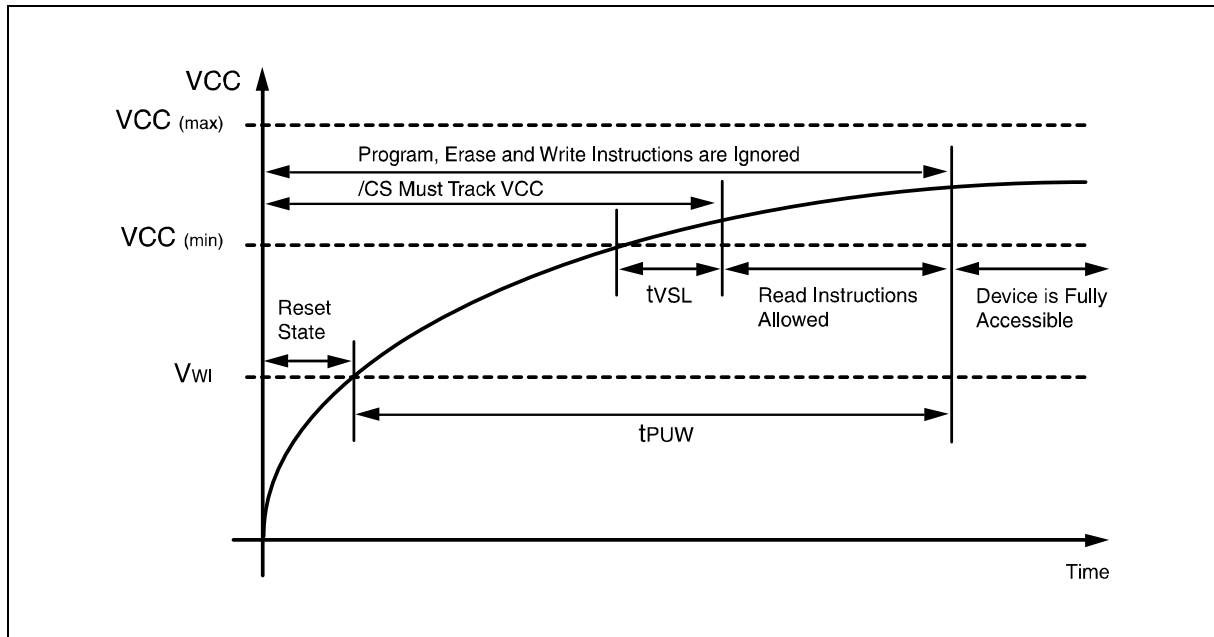 VCC
VCC (max)
Program, Erase and Write Instructions are Ignored
/CS Must Track VCC
VCC (min)
tVSL
Read Instructions
Allowed
Device is Fully
Accessible
Reset
State
VWI
tPUW
Time